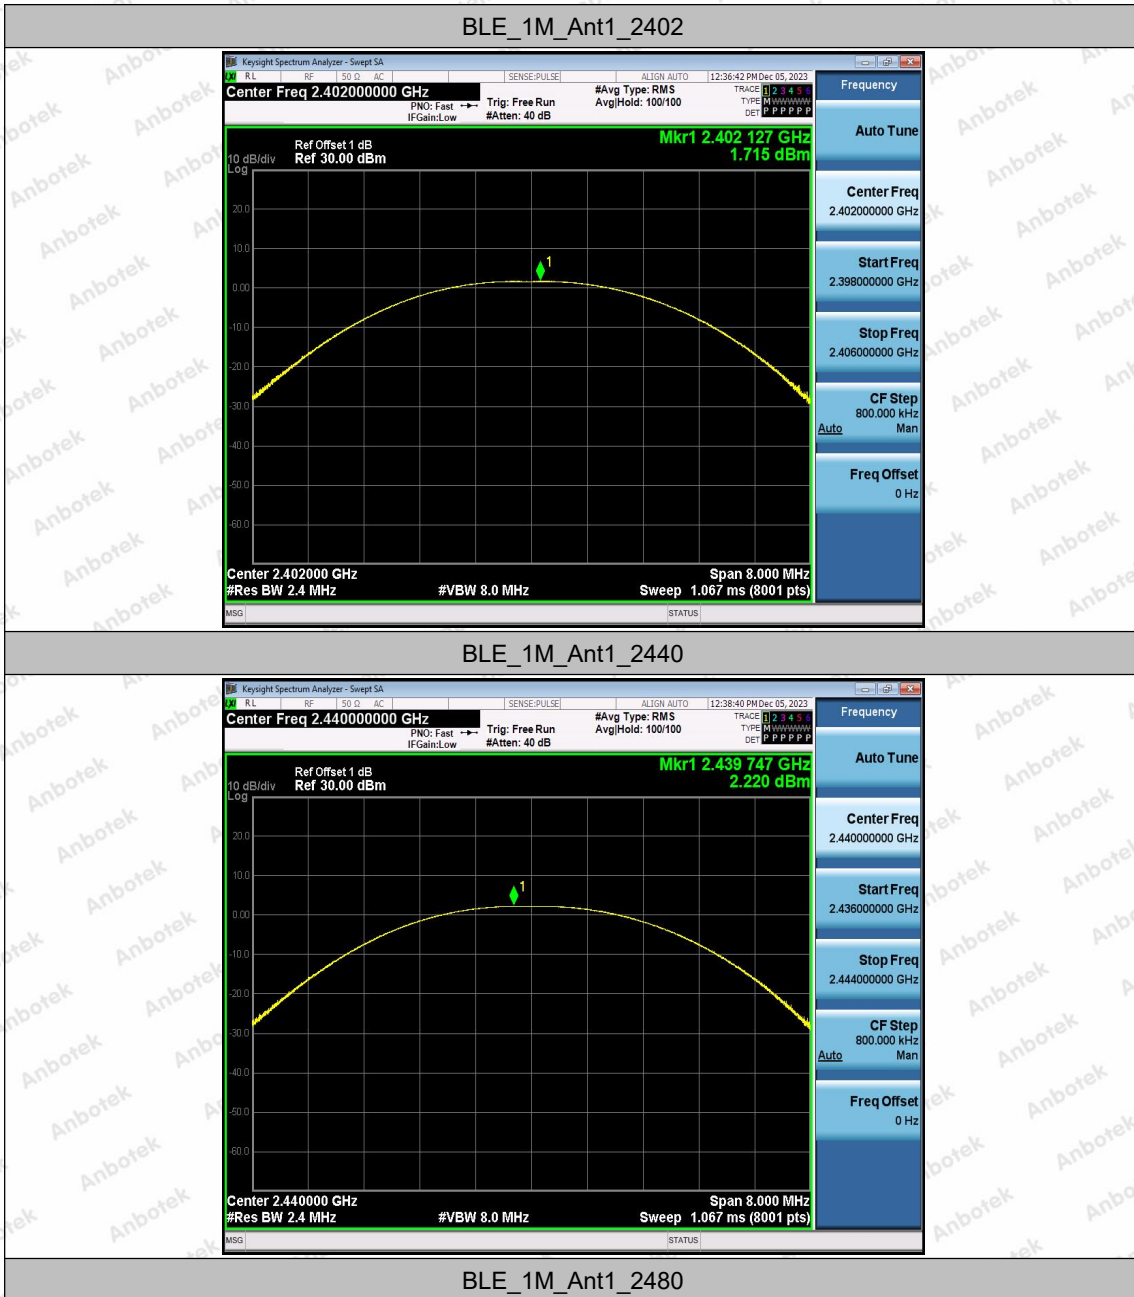 BLE_1M_Ant1_2402
Keysight Spectrum Analyzer - Swept SA
LXI RL RF 50 Ω AC SENSE:PULSE ALIGN AUTO 12:36:42 PM Dec 05, 2023
Center Freq 2.402000000 GHz
PNO: Fast
IFGain:Low
Trig: Free Run
#Atten: 40 dB
#Avg Type: RMS
Avg|Hold: 100/100
TRACE 1 2 3 4 5 6
TYPE M W W W W W
DET P P P P P P
Mkr1 2.402 127 GHz
1.715 dBm
Ref Offset 1 dB
10 dB/div Ref 30.00 dBm
Log
20.0
10.0
1
0.00
-10.0
-20.0
-30.0
-40.0
-50.0
-60.0
Center 2.402000 GHz Span 8.000 MHz
#Res BW 2.4 MHz #VBW 8.0 MHz Sweep 1.067 ms (8001 pts)
MSG STATUS
Frequency
Auto Tune
Center Freq
2.402000000 GHz
Start Freq
2.398000000 GHz
Stop Freq
2.406000000 GHz
CF Step
800.000 kHz
Auto Man
Freq Offset
0 Hz
BLE_1M_Ant1_2440
Keysight Spectrum Analyzer - Swept SA
LXI RL RF 50 Ω AC SENSE:PULSE ALIGN AUTO 12:38:40 PM Dec 05, 2023
Center Freq 2.440000000 GHz
PNO: Fast
IFGain:Low
Trig: Free Run
#Atten: 40 dB
#Avg Type: RMS
Avg|Hold: 100/100
TRACE 1 2 3 4 5 6
TYPE M W W W W W
DET P P P P P P
Mkr1 2.439 747 GHz
2.220 dBm
Ref Offset 1 dB
10 dB/div Ref 30.00 dBm
Log
20.0
10.0
1
0.00
-10.0
-20.0
-30.0
-40.0
-50.0
-60.0
Center 2.440000 GHz Span 8.000 MHz
#Res BW 2.4 MHz #VBW 8.0 MHz Sweep 1.067 ms (8001 pts)
MSG STATUS
Frequency
Auto Tune
Center Freq
2.440000000 GHz
Start Freq
2.436000000 GHz
Stop Freq
2.444000000 GHz
CF Step
800.000 kHz
Auto Man
Freq Offset
0 Hz
BLE_1M_Ant1_2480
Anbotek